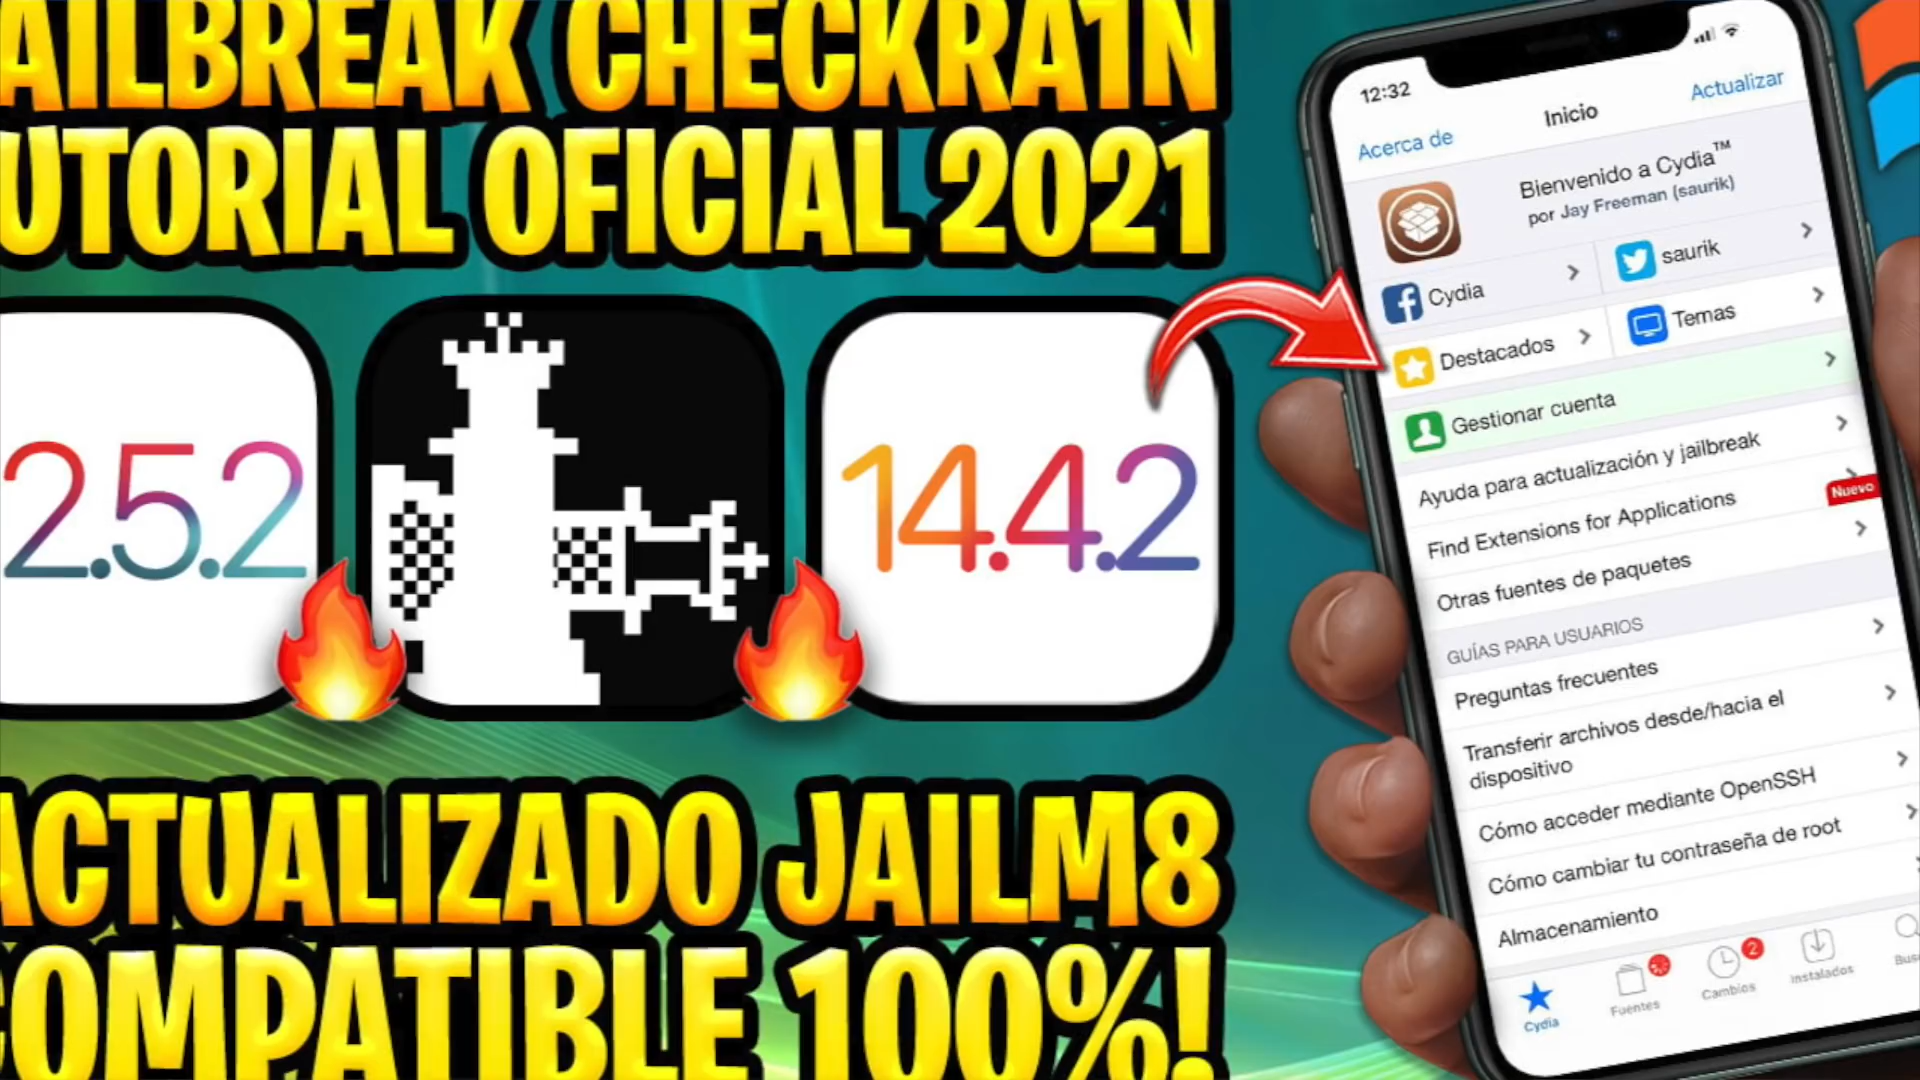 AILBREAK CHECKRA1N
UTORIAL OFICIAL 2021
2.5.2
14.4.2
ACTUALIZADO JAILM8
COMPATIBLE 100%!
12:32
Acerca de
Inicio
Actualizar
Bienvenido a Cydia™
por Jay Freeman (saurik)
Cydia
saurik
Destacados
Temas
Gestionar cuenta
Ayuda para actualización y jailbreak
Find Extensions for Applications
Nuevo
Otras fuentes de paquetes
GUÍAS PARA USUARIOS
Preguntas frecuentes
Transferir archivos desde/hacia el
dispositivo
Cómo acceder mediante OpenSSH
Cómo cambiar tu contraseña de root
Almacenamiento
Cydia
Fuentes
2
Cambios
Instalados
Bus